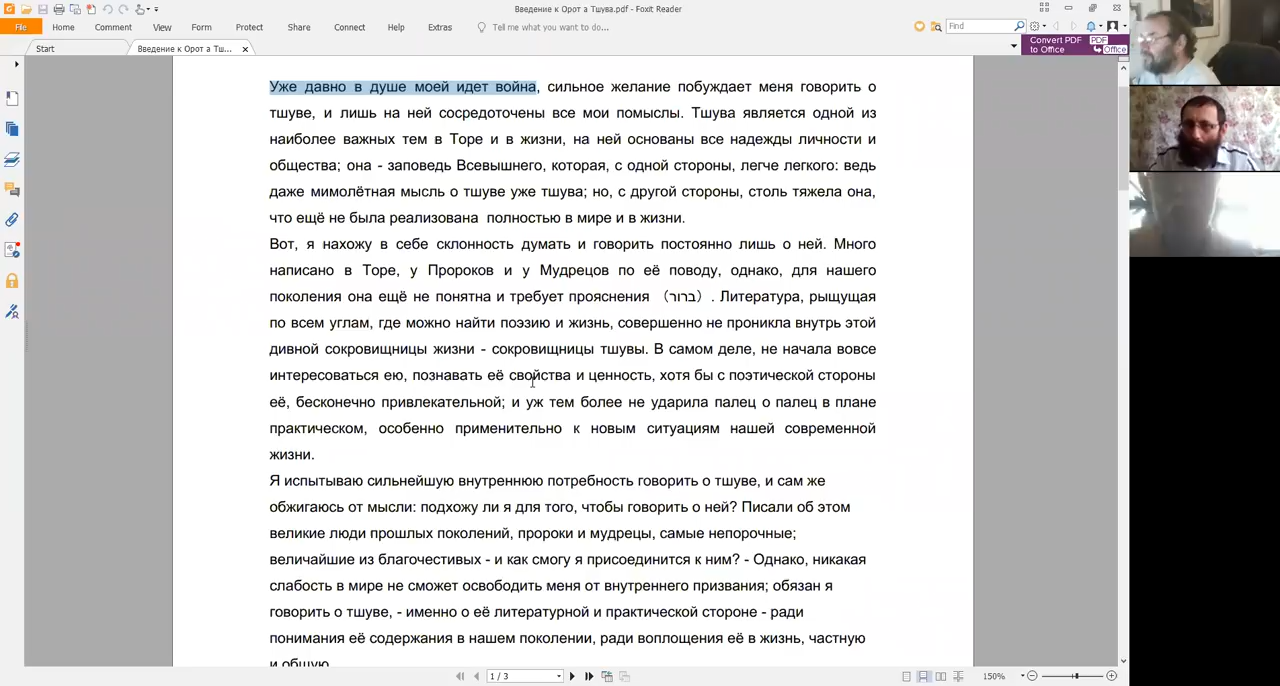 Введение к Орот а Тшува.pdf - Foxit Reader
File Home Comment View Form Protect Share Connect Help Extras Tell me what you want to do... Find
Start Введение к Орот а Тш...
Convert PDF to Office PDF Office
Уже давно в душе моей идет война, сильное желание побуждает меня говорить о
тшуве, и лишь на ней сосредоточены все мои помыслы. Тшува является одной из
наиболее важных тем в Торе и в жизни, на ней основаны все надежды личности и
общества; она - заповедь Всевышнего, которая, с одной стороны, легче легкого: ведь
даже мимолётная мысль о тшуве уже тшува; но, с другой стороны, столь тяжела она,
что ещё не была реализована полностью в мире и в жизни.
Вот, я нахожу в себе склонность думать и говорить постоянно лишь о ней. Много
написано в Торе, у Пророков и у Мудрецов по её поводу, однако, для нашего
поколения она ещё не понятна и требует прояснения (ברור) . Литература, рыщущая
по всем углам, где можно найти поэзию и жизнь, совершенно не проникла внутрь этой
дивной сокровищницы жизни - сокровищницы тшувы. В самом деле, не начала вовсе
интересоваться ею, познавать её свойства и ценность, хотя бы с поэтической стороны
её, бесконечно привлекательной; и уж тем более не ударила палец о палец в плане
практическом, особенно применительно к новым ситуациям нашей современной
жизни.
Я испытываю сильнейшую внутреннюю потребность говорить о тшуве, и сам же
обжигаюсь от мысли: подхожу ли я для того, чтобы говорить о ней? Писали об этом
великие люди прошлых поколений, пророки и мудрецы, самые непорочные;
величайшие из благочестивых - и как смогу я присоединится к ним? - Однако, никакая
слабость в мире не сможет освободить меня от внутреннего призвания; обязан я
говорить о тшуве, - именно о её литературной и практической стороне - ради
понимания её содержания в нашем поколении, ради воплощения её в жизнь, частную
и общую
1 / 3 150%